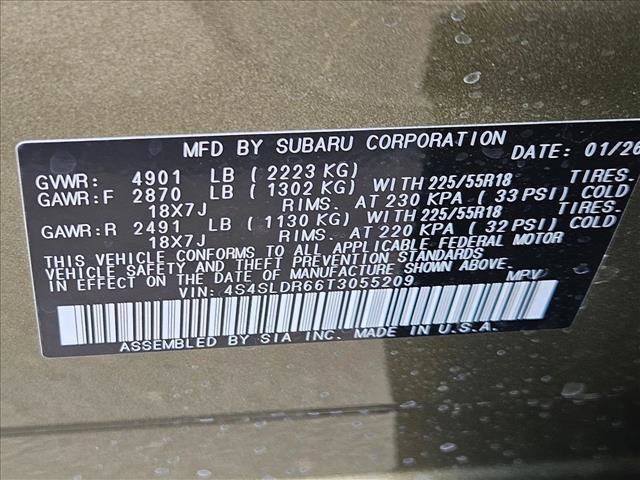 MFD BY SUBARU CORPORATION DATE: 01/26
GVWR: 4901 LB (2223 KG)
GAWR:F 2870 LB (1302 KG) WITH 225/55R18 TIRES.
18X7J RIMS. AT 230 KPA (33 PSI) COLD
GAWR:R 2491 LB (1130 KG) WITH 225/55R18 TIRES.
18X7J RIMS. AT 220 KPA (32 PSI) COLD
THIS VEHICLE CONFORMS TO ALL APPLICABLE FEDERAL MOTOR
VEHICLE SAFETY AND THEFT PREVENTION STANDARDS
IN EFFECT ON THE DATE OF MANUFACTURE SHOWN ABOVE.
VIN: 4S4SLDR66T3055209 MPV
ASSEMBLED BY SIA INC. MADE IN U.S.A.